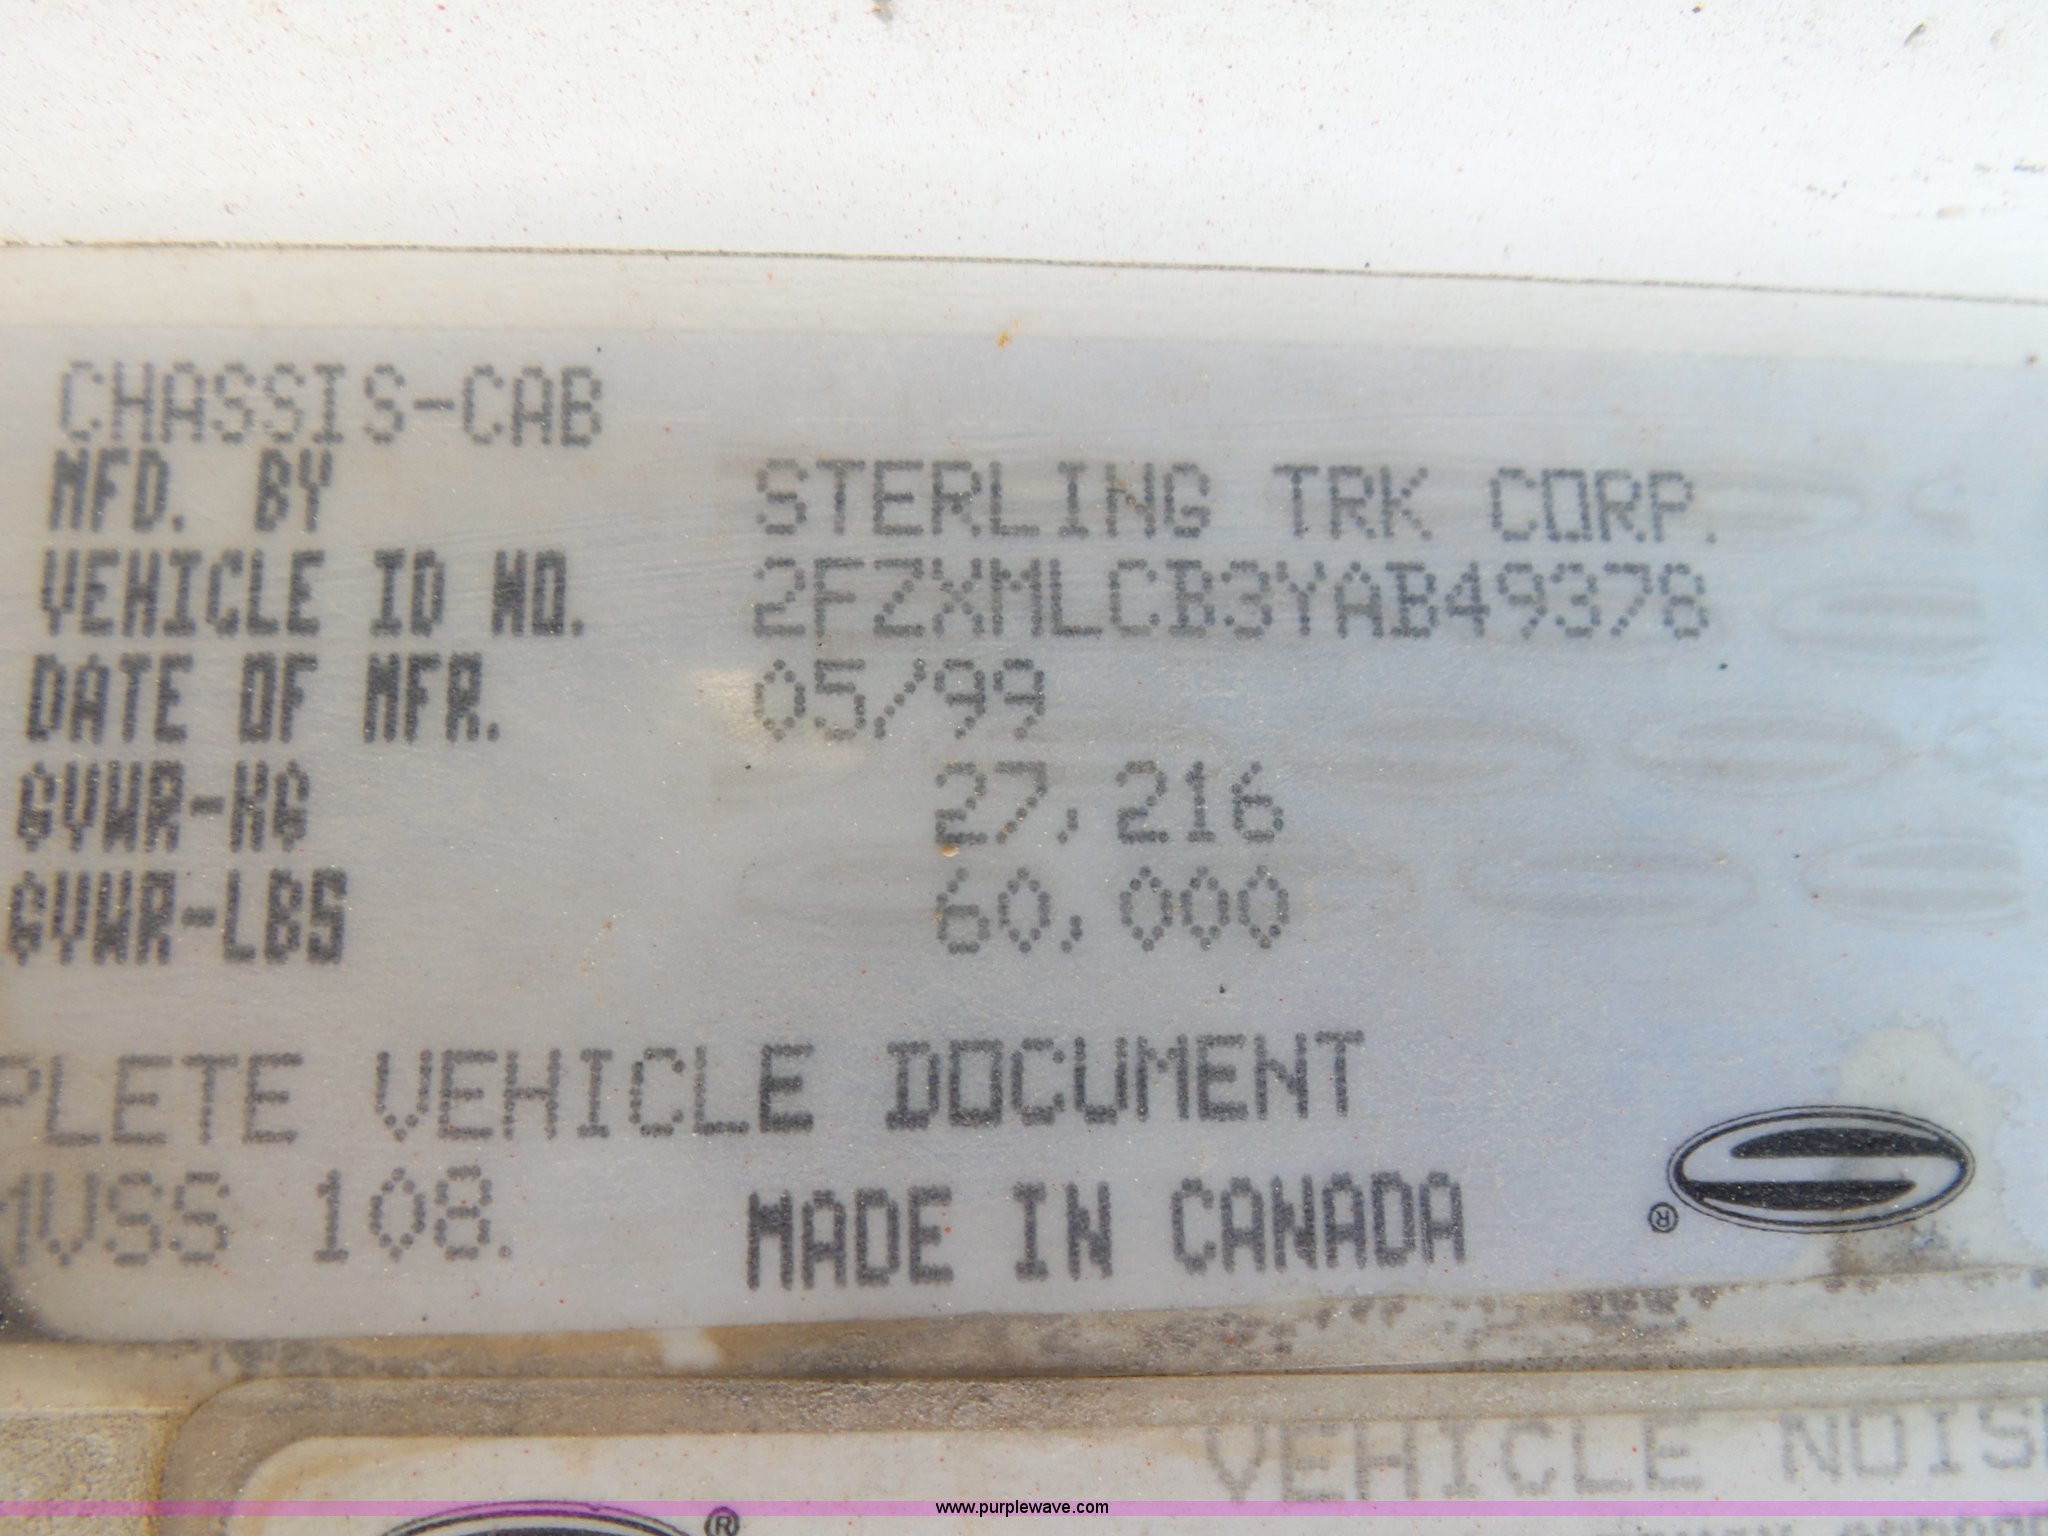 CHASSIS-CAB
MFD. BY STERLING TRK CORP.
VEHICLE ID NO. 2FZXMLCB3YAB49378
DATE OF MFR. 05/99
GVWR-KG 27,216
GVWR-LBS 60,000
PLETE VEHICLE DOCUMENT
MVSS 108. MADE IN CANADA
®
VEHICLE NOIS
www.purplewave.com
®